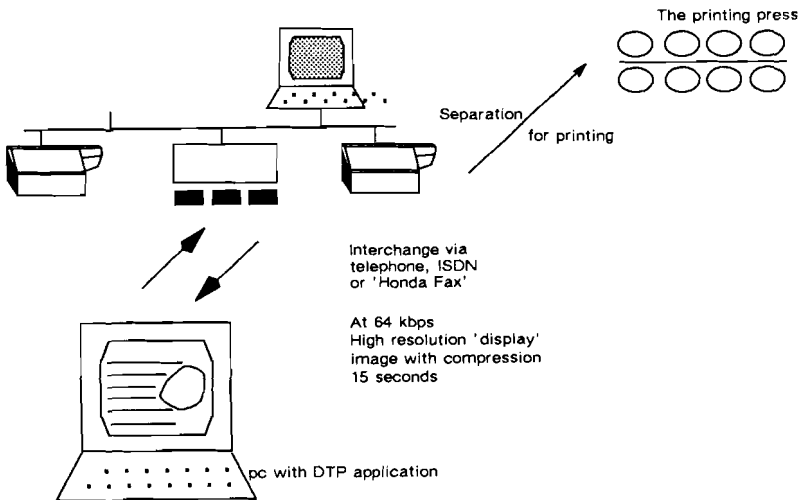 The printing press
Separation
for printing
Interchange via
telephone, ISDN
or 'Honda Fax'
At 64 kbps
High resolution 'display'
image with compression
15 seconds
pc with DTP application